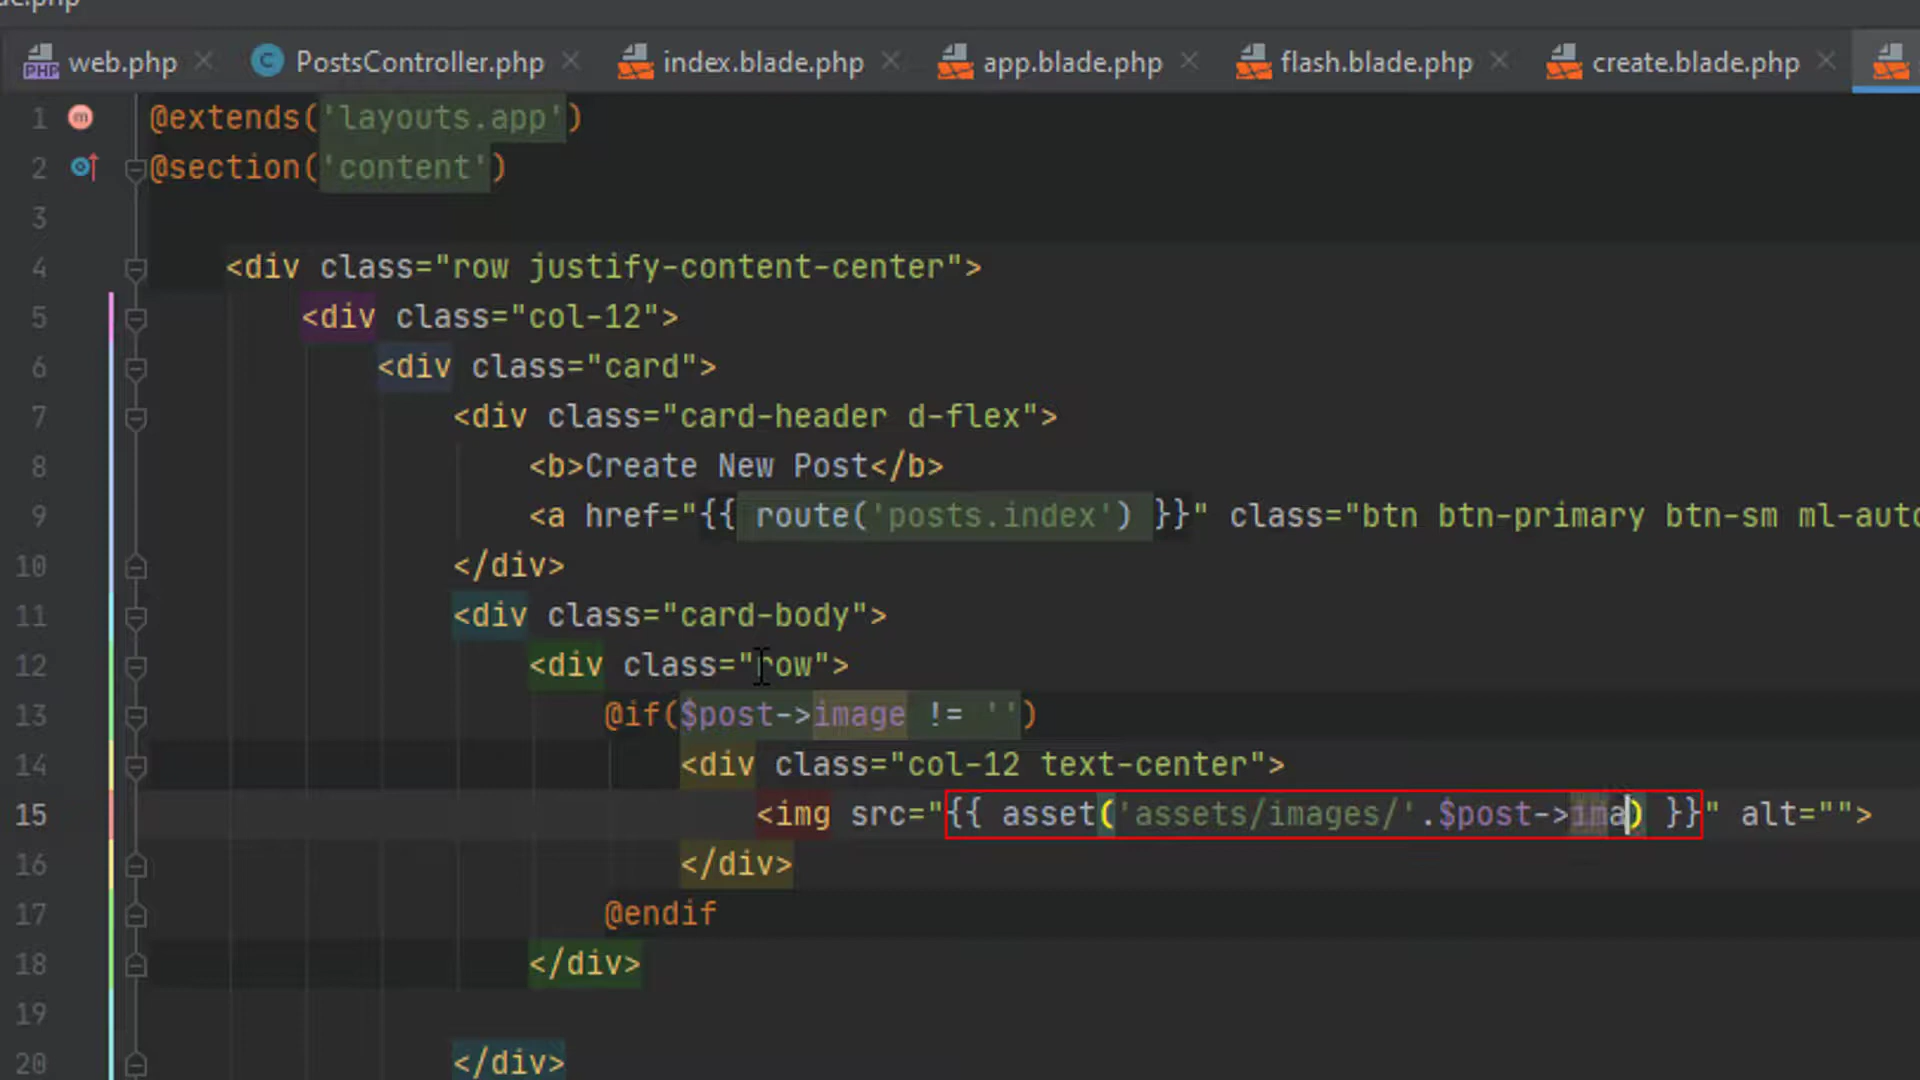 web.php PostsController.php index.blade.php app.blade.php flash.blade.php create.blade.php
1 @extends('layouts.app')
2 @section('content')
3
4 <div class="row justify-content-center">
5 <div class="col-12">
6 <div class="card">
7 <div class="card-header d-flex">
8 <b>Create New Post</b>
9 <a href="{{ route('posts.index') }}" class="btn btn-primary btn-sm ml-auto
10 </div>
11 <div class="card-body">
12 <div class="row">
13 @if($post->image != '')
14 <div class="col-12 text-center">
15 <img src="{{ asset('assets/images/'.$post->ima) }}" alt="">
16 </div>
17 @endif
18 </div>
19
20 </div>